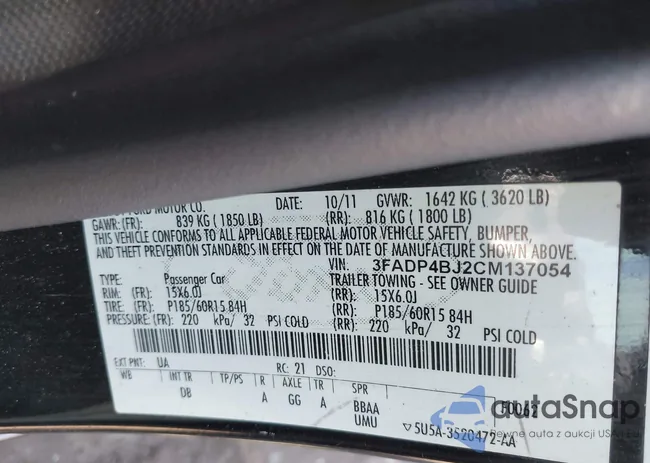 FORD MOTOR CO. DATE: 10/11 GVWR: 1642 KG ( 3620 LB)
GAWR: (FR): 839 KG ( 1850 LB) (RR): 816 KG ( 1800 LB)
THIS VEHICLE CONFORMS TO ALL APPLICABLE FEDERAL MOTOR VEHICLE SAFETY, BUMPER,
AND THEFT PREVENTION STANDARDS IN EFFECT ON THE DATE OF MANUFACTURE SHOWN ABOVE.
VIN: 3FADP4BJ2CM137054
TYPE: Passenger Car TRAILER TOWING - SEE OWNER GUIDE
RIM: (FR): 15X6.0J (RR): 15X6.0J
TIRE: (FR): P185/60R15 84H (RR): P185/60R15 84H
PRESSURE: (FR): 220 kPa/ 32 PSI COLD (RR): 220 kPa/ 32 PSI COLD
EXT PNT: UA RC: 21 DSO:
WB INT TR TP/PS R AXLE TR SPR
DB A GG A BBAA
UMU
5U5A-3520472-AA
autaSnap
Pewne auta z aukcji USA